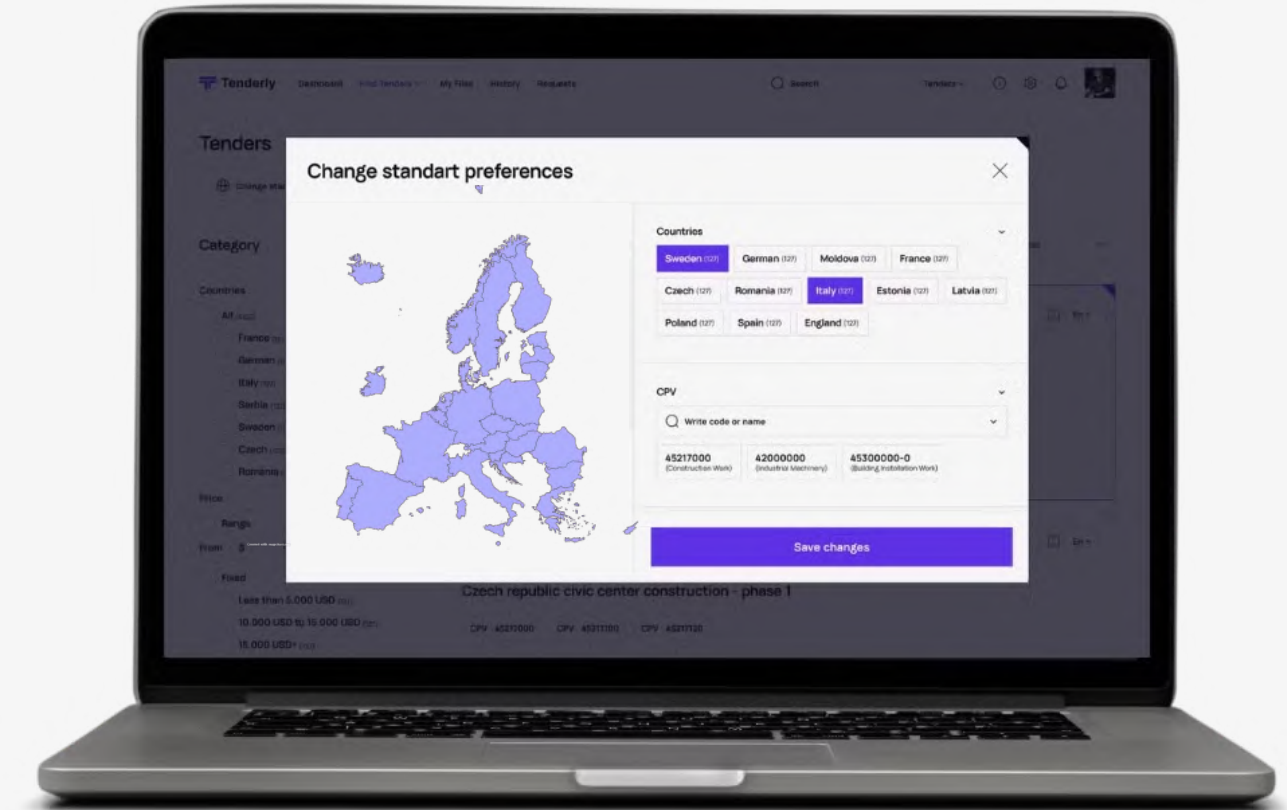 Tenderly
Dashboard Find Tenders My Files History Requests
Search
Tenders
Tenders
Change sta
Change standart preferences
Category
Countries
All
France
German
Italy
Serbia
Sweden
Czech
Romania
Price
Range
From
Fixed
Less than 5.000 USD
10.000 USD to 15.000 USD
15.000 USD+
Countries
Sweden (127) German (127) Moldova (127) France (127)
Czech (127) Romania (127) Italy (127) Estonia (127) Latvia (127)
Poland (127) Spain (127) England (127)
CPV
Write code or name
45217000 42000000 45300000-0
(Construction Work) (Industrial Machinery) (Building Installation Work)
Save changes
En
En
Czech republic civic center construction - phase 1
CPV CPV CPV